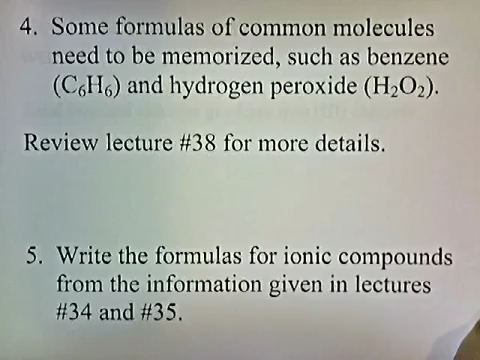 4. Some formulas of common molecules
need to be memorized, such as benzene
(C₆H₆) and hydrogen peroxide (H₂O₂).
Review lecture #38 for more details.
5. Write the formulas for ionic compounds
from the information given in lectures
#34 and #35.